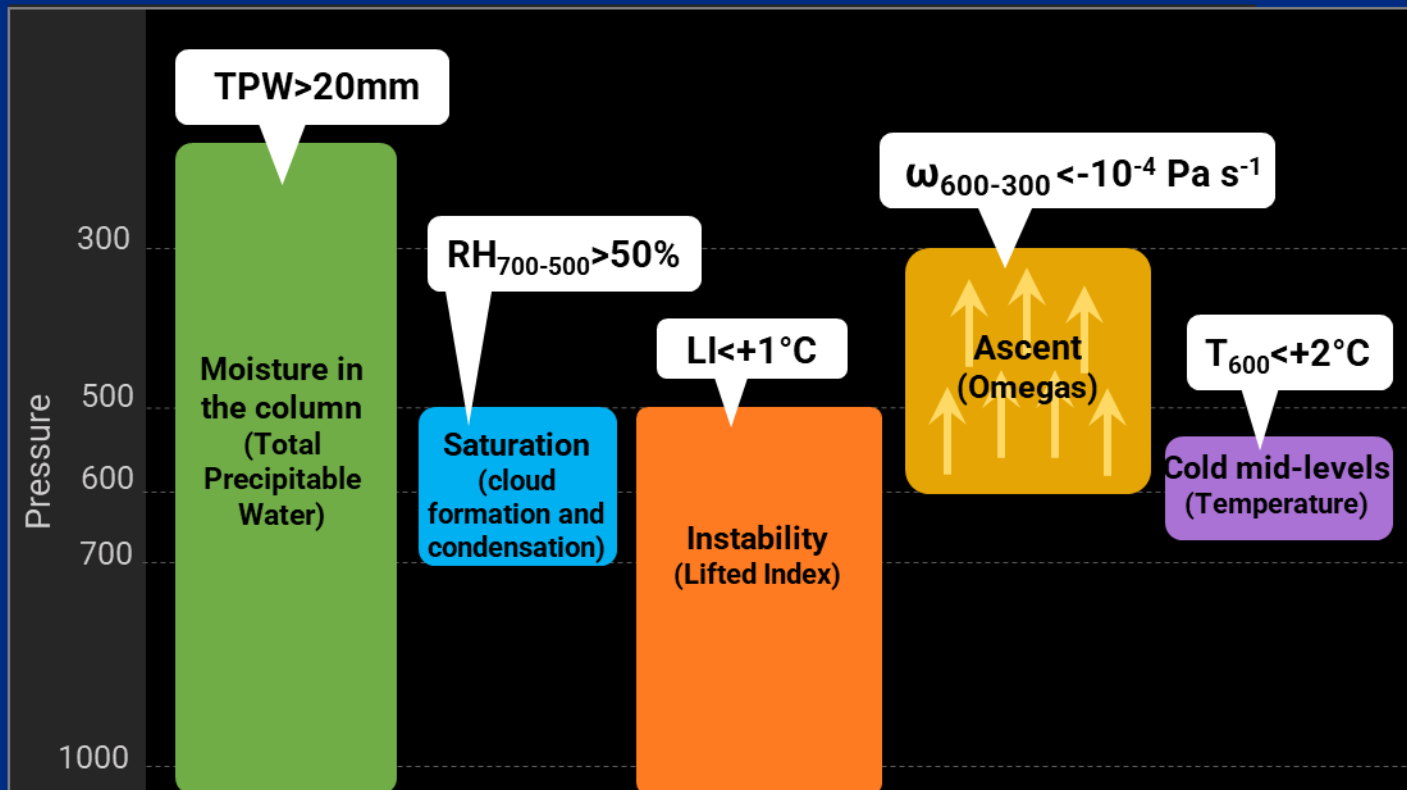 TPW>20mm
ω600-300 <-10-4 Pa s-1
300
RH700-500>50%
LI<+1°C
T600<+2°C
Moisture in
the column
(Total
Precipitable
Water)
Ascent
(Omegas)
500
Saturation
(cloud
formation and
condensation)
Cold mid-levels
(Temperature)
Pressure
600
Instability
(Lifted Index)
700
1000